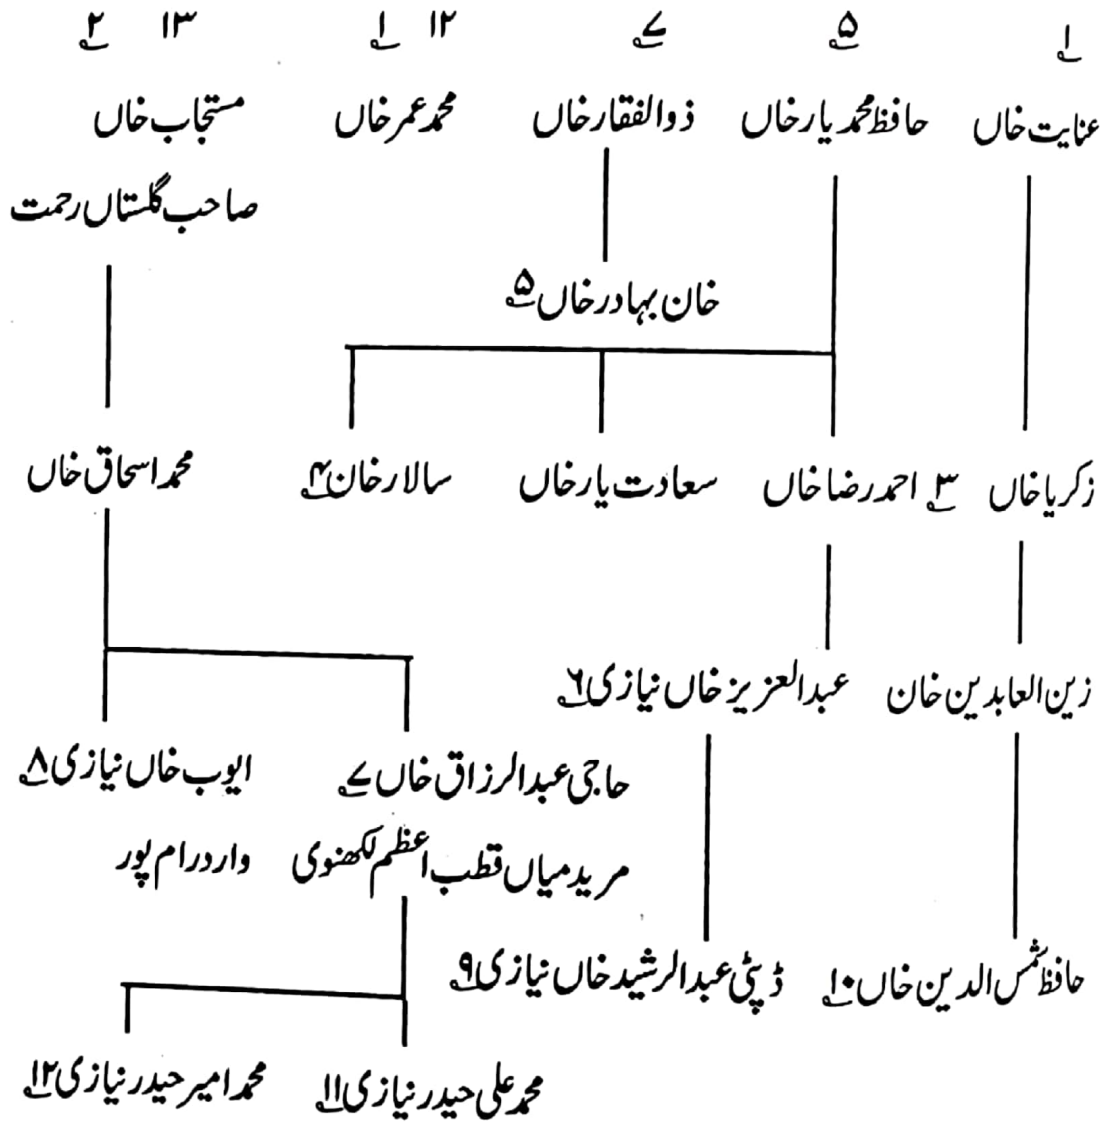 ۱؎ ۵؎ ۷؎ ۱۲ ۱؎ ۱۳ ۲؎
عنایت خاں حافظ محمد یار خاں ذوالفقار خاں محمد عمر خاں مستجاب خاں
صاحب گلستاں رحمت
خان بہادر خاں ۵؎
زکریا خاں ۳؎ احمد رضا خاں سعادت یار خاں سالار خان ۴؎ محمد اسحاق خاں
زین العابدین خان عبدالعزیز خاں نیازی ۶؎
حاجی عبدالرزاق خاں ۷؎ ایوب خاں نیازی ۸؎
مرید میاں قطب اعظم لکھنوی وارد رام پور
حافظ شمس الدین خاں ۱۰؎ ڈپٹی عبدالرشید خاں نیازی ۹؎
محمد علی حیدر نیازی ۱۱؎ محمد امیر حیدر نیازی ۱۲؎